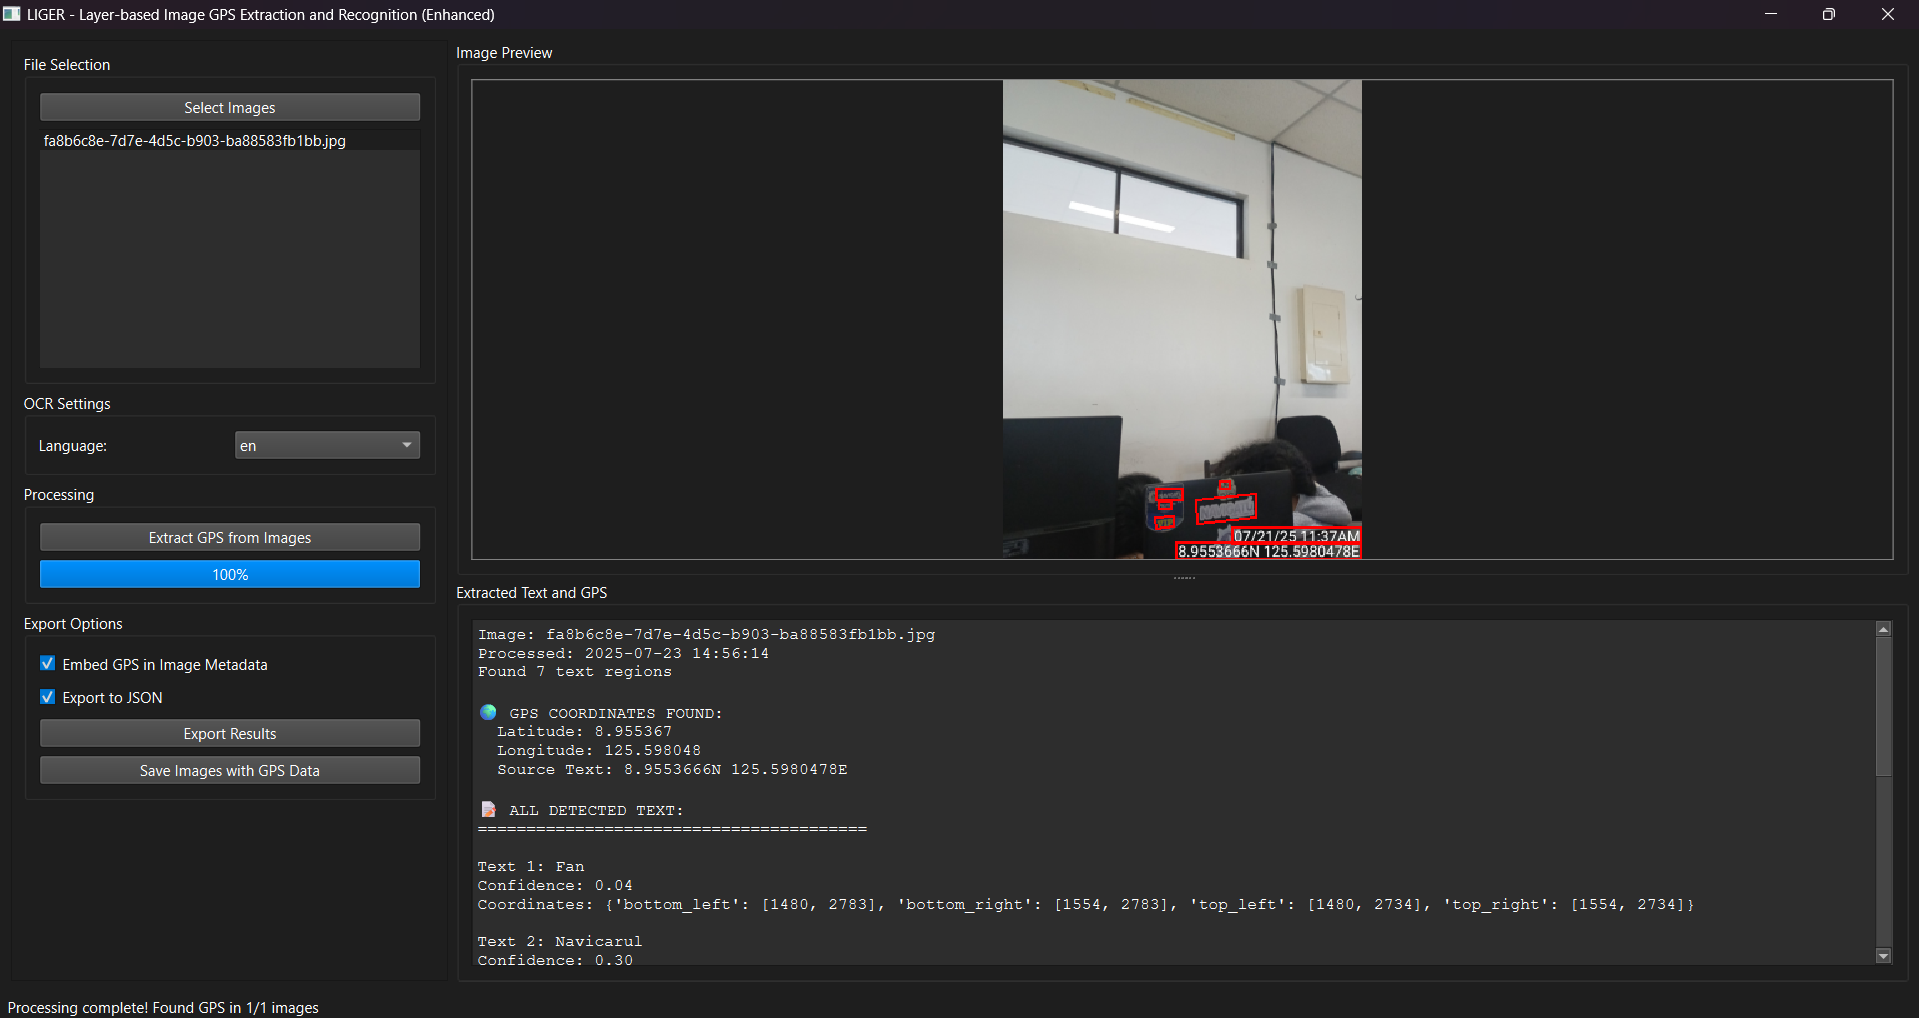 LIGER - Layer-based Image GPS Extraction and Recognition (Enhanced)
File Selection
Select Images
fa8b6c8e-7d7e-4d5c-b903-ba88583fb1bb.jpg
OCR Settings
Language:
en
Processing
Extract GPS from Images
100%
Export Options
Embed GPS in Image Metadata
Export to JSON
Export Results
Save Images with GPS Data
Image Preview
07/21/25 11:37AM
8.9553666N 125.5980478E
Extracted Text and GPS
Image: fa8b6c8e-7d7e-4d5c-b903-ba88583fb1bb.jpg
Processed: 2025-07-23 14:56:14
Found 7 text regions
GPS COORDINATES FOUND:
Latitude: 8.955367
Longitude: 125.598048
Source Text: 8.9553666N 125.5980478E
ALL DETECTED TEXT:
========================================
Text 1: Fan
Confidence: 0.04
Coordinates: {'bottom_left': [1480, 2783], 'bottom_right': [1554, 2783], 'top_left': [1480, 2734], 'top_right': [1554, 2734]}
Text 2: Navicarul
Confidence: 0.30
Processing complete! Found GPS in 1/1 images